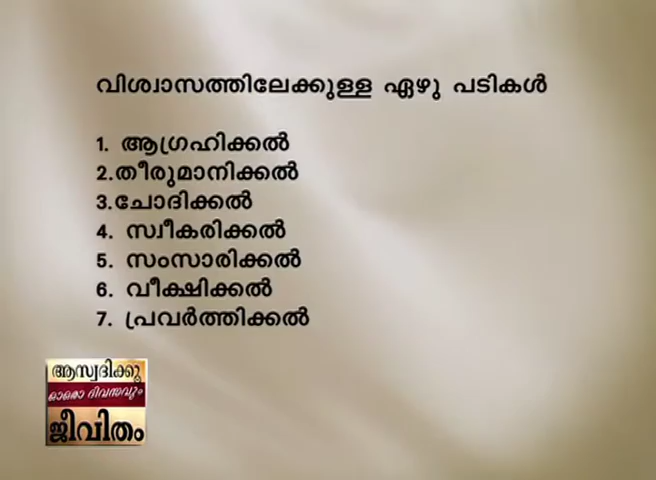 വിശ്വാസത്തിലേക്കുള്ള ഏഴു പടികൾ
1. ആഗ്രഹിക്കൽ
2.തീരുമാനിക്കൽ
3.ചോദിക്കൽ
4. സ്വീകരിക്കൽ
5. സംസാരിക്കൽ
6. വീക്ഷിക്കൽ
7. പ്രവർത്തിക്കൽ
ആസ്വദിക്കൂ
ഓരോ ദിവസവും
ജീവിതം